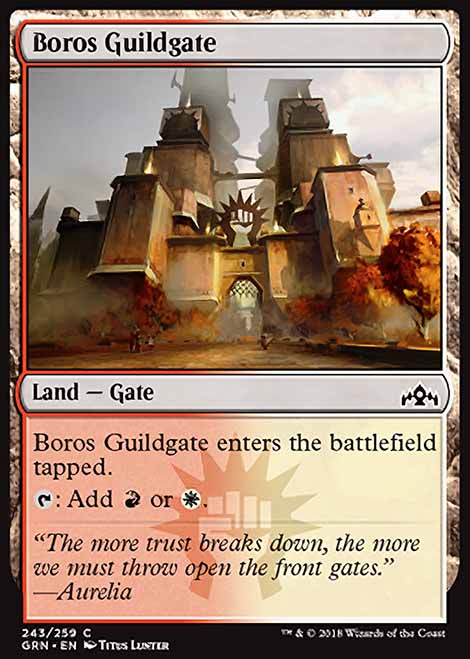 Boros Guildgate
Land — Gate
Boros Guildgate enters the battlefield
tapped.
: Add or .
“The more trust breaks down, the more
we must throw open the front gates.”
—Aurelia
243/259 C
GRN • EN Titus Lunter
™ & © 2018 Wizards of the Coast